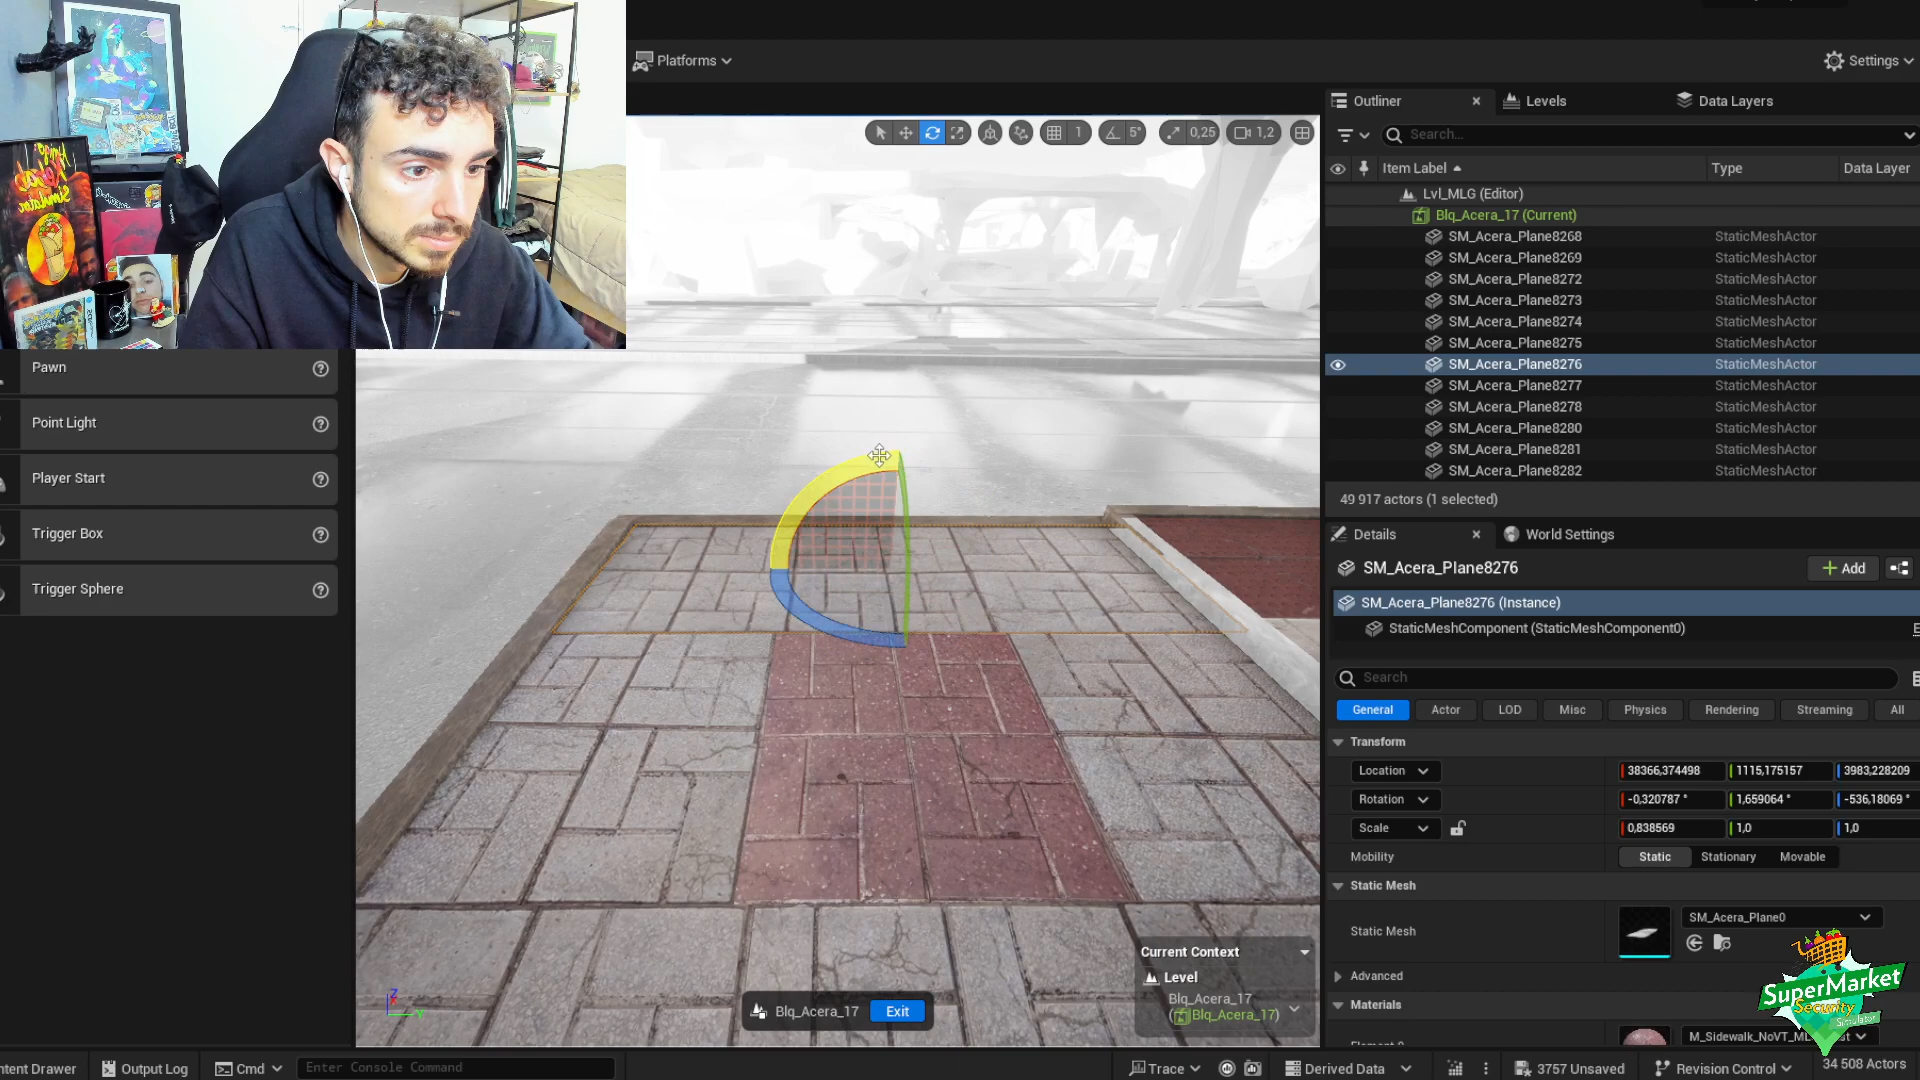 Platforms
Settings
Outliner
Levels
Data Layers
1
5°
0,25
1,2
Search...
Item Label
Type
Data Layer
Lvl_MLG (Editor)
Blq_Acera_17 (Current)
SM_Acera_Plane8268 StaticMeshActor
SM_Acera_Plane8269 StaticMeshActor
SM_Acera_Plane8272 StaticMeshActor
SM_Acera_Plane8273 StaticMeshActor
SM_Acera_Plane8274 StaticMeshActor
SM_Acera_Plane8275 StaticMeshActor
SM_Acera_Plane8276 StaticMeshActor
SM_Acera_Plane8277 StaticMeshActor
SM_Acera_Plane8278 StaticMeshActor
SM_Acera_Plane8280 StaticMeshActor
SM_Acera_Plane8281 StaticMeshActor
SM_Acera_Plane8282 StaticMeshActor
49 917 actors (1 selected)
Pawn
Point Light
Player Start
Trigger Box
Trigger Sphere
Details
World Settings
SM_Acera_Plane8276
Add
SM_Acera_Plane8276 (Instance)
StaticMeshComponent (StaticMeshComponent0)
Search
General Actor LOD Misc Physics Rendering Streaming All
Transform
Location 38366,374498 1115,175157 3983,228209
Rotation -0,320787 ° 1,659064 ° -536,18069 °
Scale 0,838569 1,0 1,0
Mobility Static Stationary Movable
Static Mesh
Static Mesh
SM_Acera_Plane0
Advanced
Materials
Current Context
Level
Blq_Acera_17
(Blq_Acera_17)
Blq_Acera_17
Exit
Z
Y
SuperMarket
Security
Simulator
ntent Drawer
Output Log
Cmd
Enter Console Command
Trace
Derived Data
3757 Unsaved
Revision Control
34 508 Actors